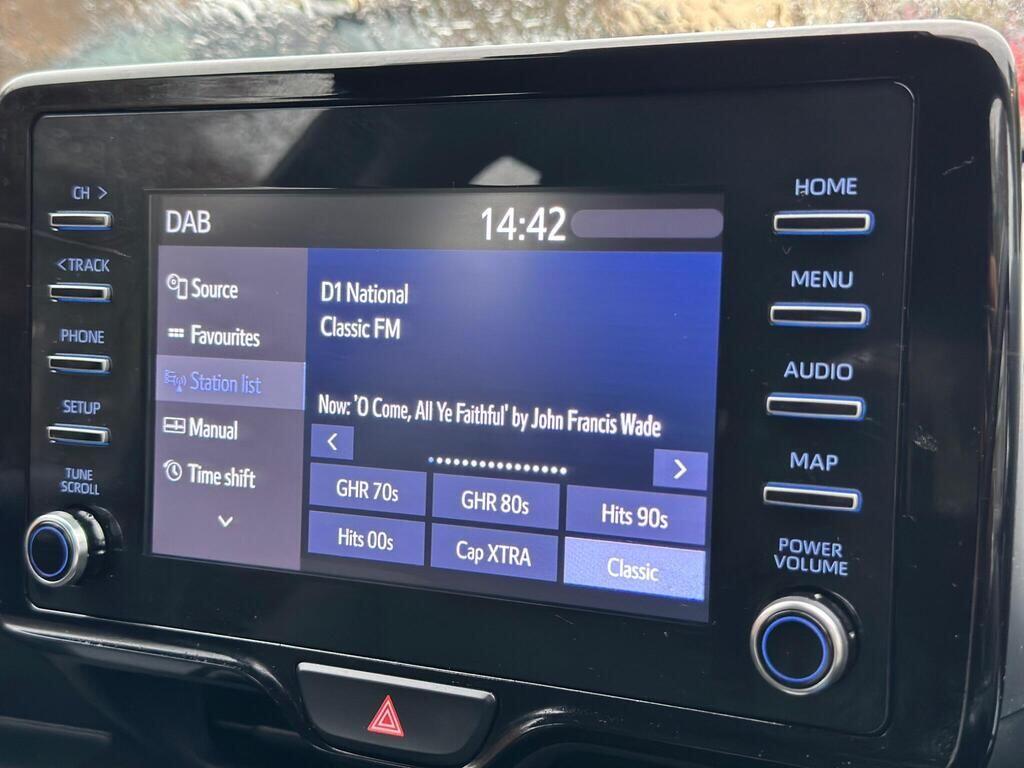 CH >
<TRACK
PHONE
SETUP
TUNE
SCROLL
DAB
14:42
Source
Favourites
Station list
Manual
Time shift
D1 National
Classic FM
Now: 'O Come, All Ye Faithful' by John Francis Wade
GHR 70s
GHR 80s
Hits 90s
Hits 00s
Cap XTRA
Classic
HOME
MENU
AUDIO
MAP
POWER
VOLUME